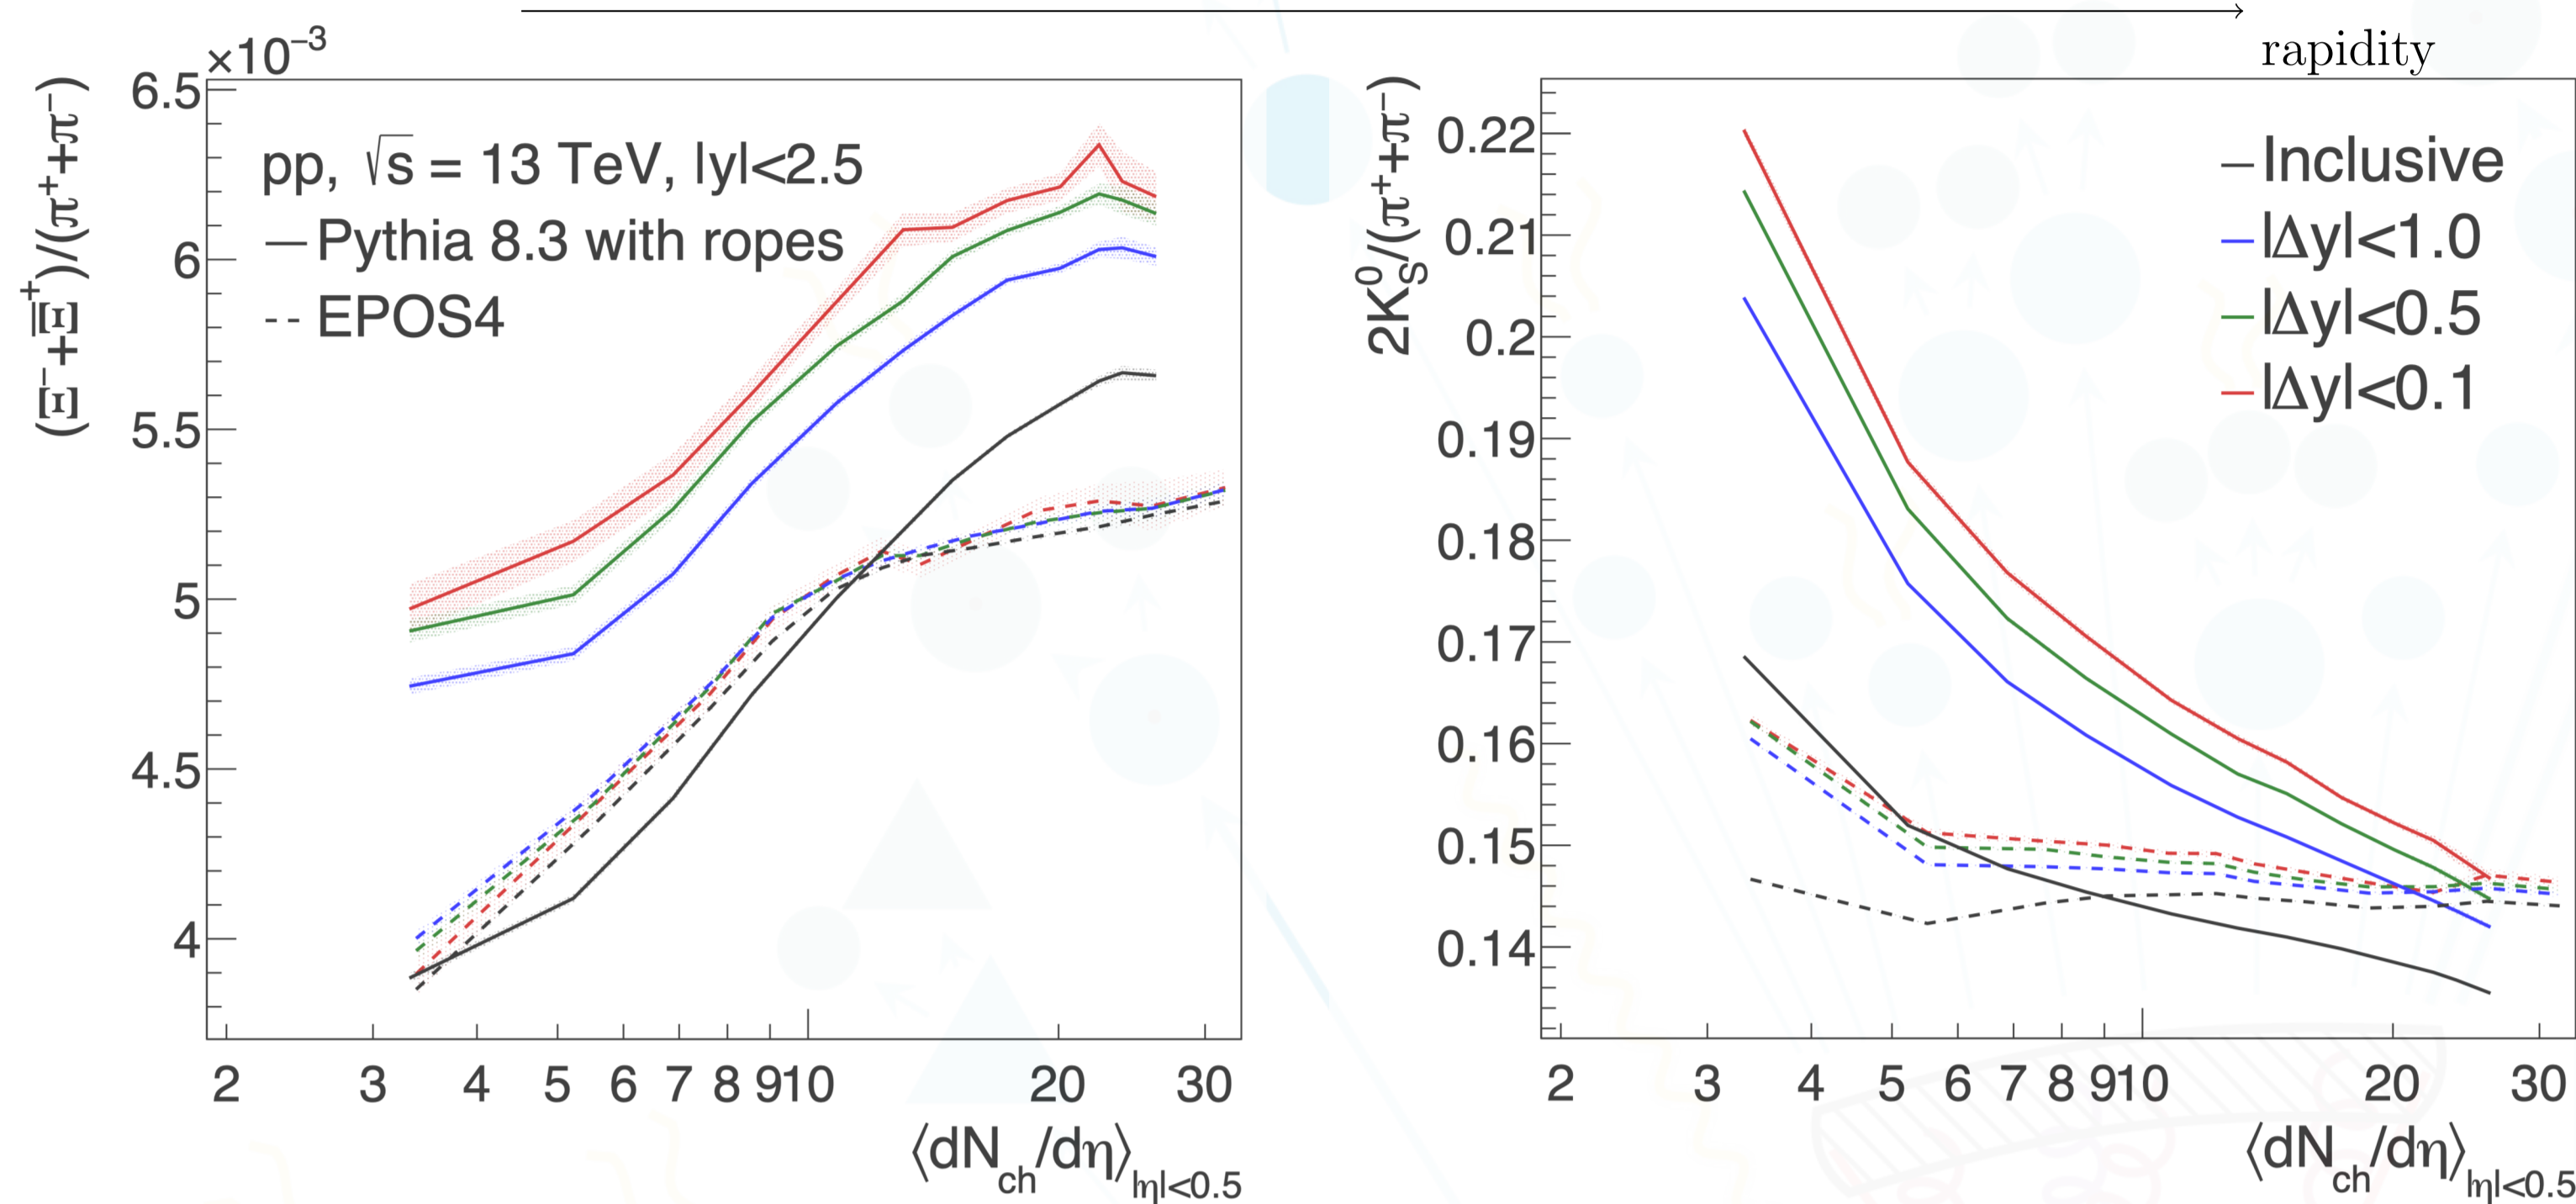 rapidity
×10⁻³
(Ξ⁻+Ξ̅⁺)/(π⁺+π⁻)
6.5
6
5.5
5
4.5
4
pp, √s = 13 TeV, |y|<2.5
Pythia 8.3 with ropes
EPOS4
2 3 4 5 6 7 8 9 10 20 30
⟨dN_ch/dη⟩_|η|<0.5
2K⁰_S/(π⁺+π⁻)
0.22
0.21
0.2
0.19
0.18
0.17
0.16
0.15
0.14
Inclusive
|Δy|<1.0
|Δy|<0.5
|Δy|<0.1
2 3 4 5 6 7 8 9 10 20 30
⟨dN_ch/dη⟩_|η|<0.5